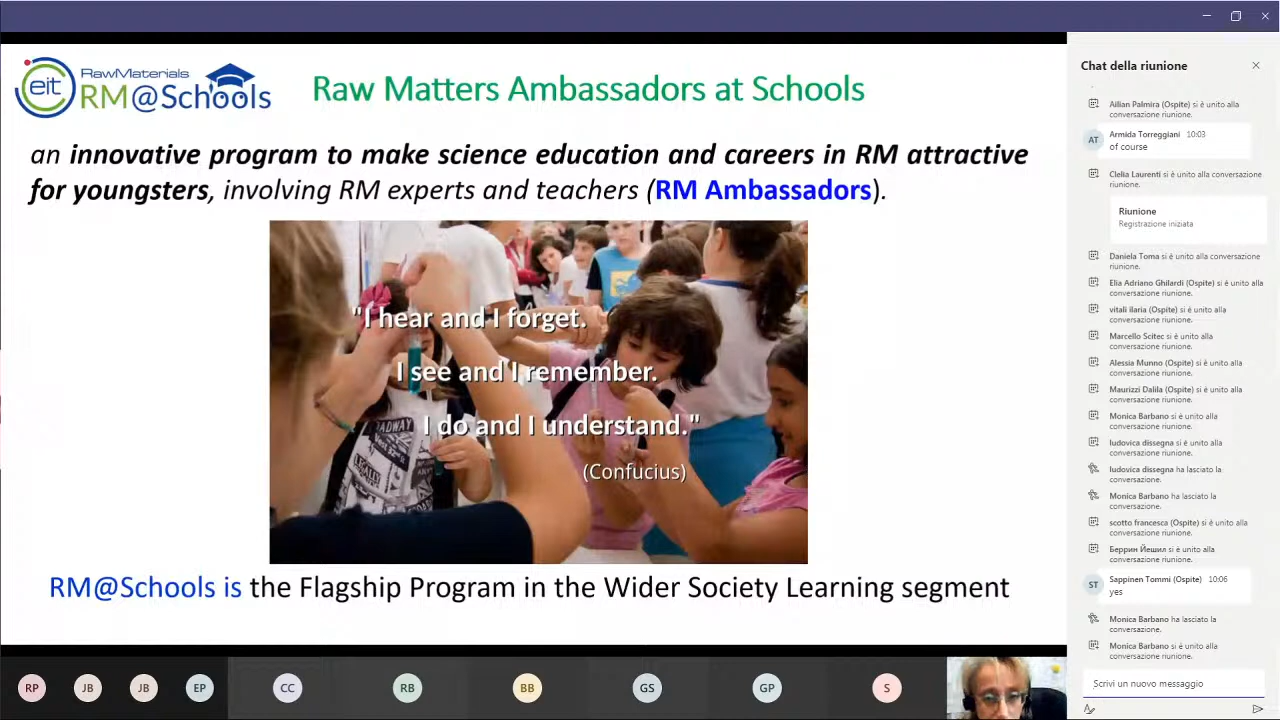 eit RawMaterials
RM@Schools
Raw Matters Ambassadors at Schools
an innovative program to make science education and careers in RM attractive
for youngsters, involving RM experts and teachers (RM Ambassadors).
"I hear and I forget.
I see and I remember.
I do and I understand."
(Confucius)
RM@Schools is the Flagship Program in the Wider Society Learning segment
RP JB JB EP CC RB BB GS GP S
Chat della riunione
Ailian Palmira (Ospite) si è unito alla
conversazione riunione.
AT Armida Torreggiani 10:03
of course
Clelia Laurenti si è unito alla conversazione
riunione.
Riunione
Registrazione iniziata
Daniela Toma si è unito alla conversazione
riunione.
Elia Adriano Ghilardi (Ospite) si è unito alla
conversazione riunione.
vitali ilaria (Ospite) si è unito alla
conversazione riunione.
Marcello Scitec si è unito alla
conversazione riunione.
Alessia Munno (Ospite) si è unito alla
conversazione riunione.
Maurizzi Dalila (Ospite) si è unito alla
conversazione riunione.
Monica Barbano si è unito alla
conversazione riunione.
ludovica dissegna si è unito alla
conversazione riunione.
ludovica dissegna ha lasciato la
conversazione.
Monica Barbano ha lasciato la
conversazione.
scotto francesca (Ospite) si è unito alla
conversazione riunione.
Беррин Йешил si è unito alla
conversazione riunione.
ST Sappinen Tommi (Ospite) 10:06
yes
Monica Barbano ha lasciato la
conversazione.
Monica Barbano si è unito alla
conversazione riunione.
Scrivi un nuovo messaggio